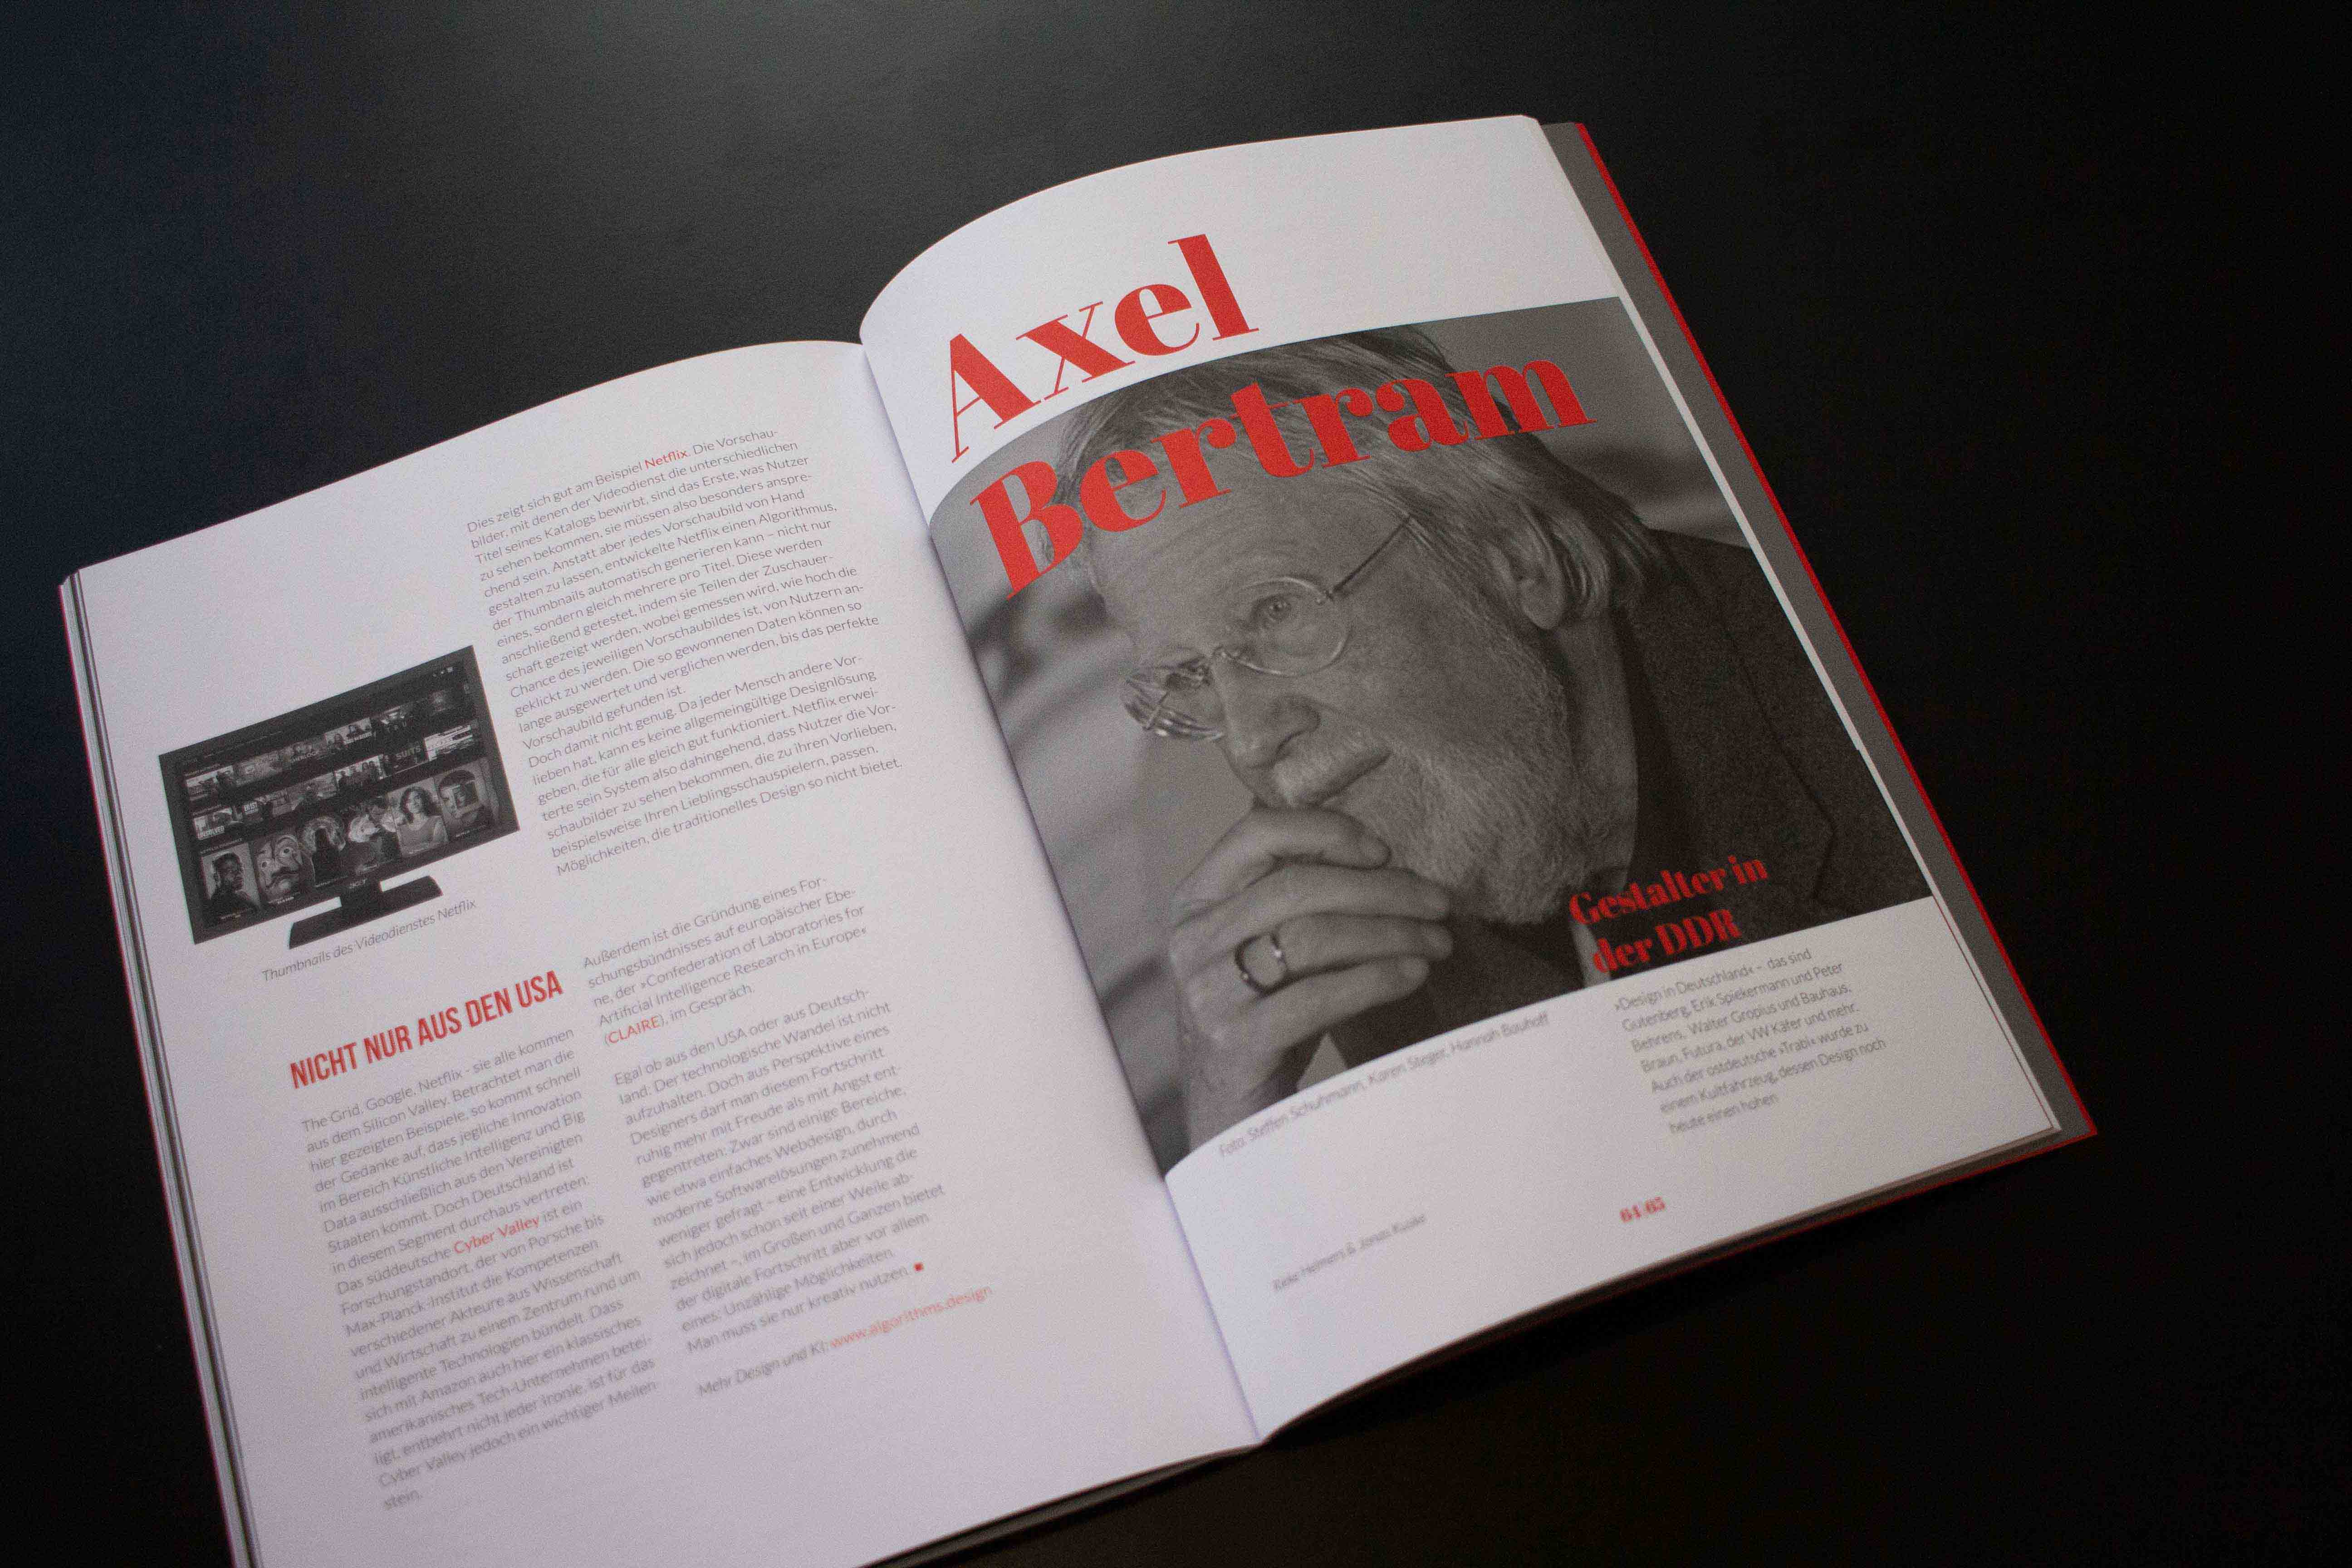 Dies zeigt sich gut am Beispiel Netflix. Die Vorschau-
bilder, mit denen der Videodienst die unterschiedlichen
Titel seines Katalogs bewirbt, sind das Erste, was Nutzer
zu sehen bekommen, sie müssen also besonders anspre-
chend sein. Anstatt aber jedes Vorschaubild von Hand
gestalten zu lassen, entwickelte Netflix einen Algorithmus,
der Thumbnails automatisch generieren kann – nicht nur
eines, sondern gleich mehrere pro Titel. Diese werden
anschließend getestet, indem sie Teilen der Zuschauer-
schaft gezeigt werden, wobei gemessen wird, wie hoch die
Chance des jeweiligen Vorschaubildes ist, von Nutzern an-
geklickt zu werden. Die so gewonnenen Daten können so
lange ausgewertet und verglichen werden, bis das perfekte
Vorschaubild gefunden ist.
Doch damit nicht genug. Da jeder Mensch andere Vor-
lieben hat, kann es keine allgemeingültige Designlösung
geben, die für alle gleich gut funktioniert. Netflix erwei-
terte sein System also dahingehend, dass Nutzer die Vor-
schaubilder zu sehen bekommen, die zu ihren Vorlieben,
beispielsweise Ihren Lieblingsschauspielern, passen.
Möglichkeiten, die traditionelles Design so nicht bietet.
SUITS
acer
Thumbnails des Videodienstes Netflix
NICHT NUR AUS DEN USA
The Grid, Google, Netflix - sie alle kommen
aus dem Silicon Valley. Betrachtet man die
hier gezeigten Beispiele, so kommt schnell
der Gedanke auf, dass jegliche Innovation
im Bereich Künstliche Intelligenz und Big
Data ausschließlich aus den Vereinigten
Staaten kommt. Doch Deutschland ist
in diesem Segment durchaus vertreten:
Das süddeutsche Cyber Valley ist ein
Forschungsstandort, der von Porsche bis
Max-Planck-Institut die Kompetenzen
verschiedener Akteure aus Wissenschaft
und Wirtschaft zu einem Zentrum rund um
intelligente Technologien bündelt. Dass
sich mit Amazon auch hier ein klassisches
amerikanisches Tech-Unternehmen betei-
ligt, entbehrt nicht jeder Ironie, ist für das
Cyber Valley jedoch ein wichtiger Meilen-
stein.
Außerdem ist die Gründung eines For-
schungsbündnisses auf europäischer Ebe-
ne, der »Confederation of Laboratories for
Artificial Intelligence Research in Europe«
(CLAIRE), im Gespräch.
Egal ob aus den USA oder aus Deutsch-
land: Der technologische Wandel ist nicht
aufzuhalten. Doch aus Perspektive eines
Designers darf man diesem Fortschritt
ruhig mehr mit Freude als mit Angst ent-
gegentreten: Zwar sind einige Bereiche,
wie etwa einfaches Webdesign, durch
moderne Softwarelösungen zunehmend
weniger gefragt – eine Entwicklung die
sich jedoch schon seit einer Weile ab-
zeichnet –, im Großen und Ganzen bietet
der digitale Fortschritt aber vor allem
eines: Unzählige Möglichkeiten.
Man muss sie nur kreativ nutzen.
Mehr Design und KI: www.algorithms.design
Axel
Bertram
Gestalter in
der DDR
Foto: Steffen Schuhmann, Karen Steger, Hannah Bauhoff
»Design in Deutschland« – das sind
Gutenberg, Erik Spiekermann und Peter
Behrens, Walter Gropius und Bauhaus,
Braun, Futura, der VW Käfer und mehr.
Auch der ostdeutsche »Trabi« wurde zu
einem Kultfahrzeug, dessen Design noch
heute einen hohen
Heimers & Jonas
64/65